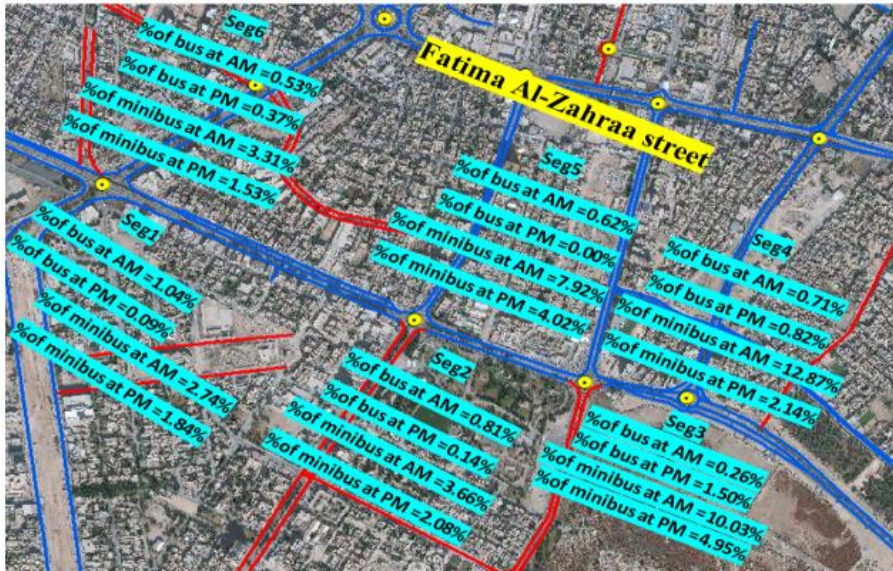 Seg6
%of bus at AM =0.53%
%of bus at PM =0.37%
%of minibus at AM =3.31%
%of minibus at PM =1.53%
Fatima Al-Zahraa street
Seg5
%of bus at AM =0.62%
%of bus at PM =0.00%
%of minibus at AM =7.92%
%of minibus at PM =4.02%
Seg4
%of bus at AM =0.71%
%of bus at PM =0.82%
%of minibus at AM =12.87%
%of minibus at PM =2.14%
Seg1
%of bus at AM =1.04%
%of bus at PM =0.09%
%of minibus at AM =2.74%
%of minibus at PM =1.84%
Seg2
%of bus at AM =0.81%
%of bus at PM =0.14%
%of minibus at AM =3.66%
%of minibus at PM =2.08%
Seg3
%of bus at AM =0.26%
%of bus at PM =1.50%
%of minibus at AM =10.03%
%of minibus at PM =4.95%